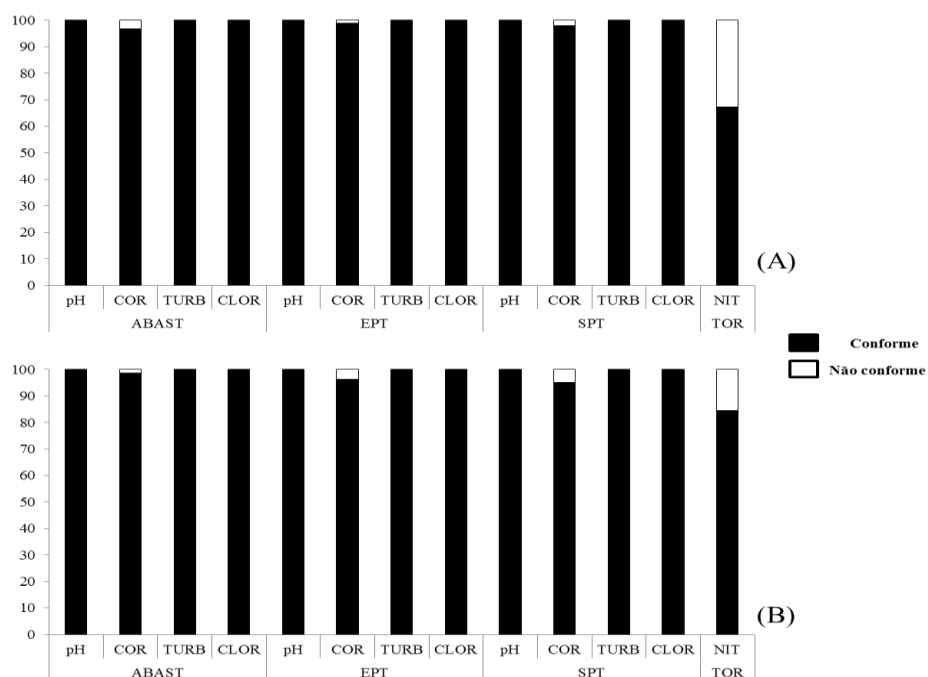 100
90
80
70
60
50
40
30
20
10
0
pH COR TURB CLOR pH COR TURB CLOR pH COR TURB CLOR NIT
ABAST EPT SPT TOR
(A)
Conforme
Não conforme
100
90
80
70
60
50
40
30
20
10
0
pH COR TURB CLOR pH COR TURB CLOR pH COR TURB CLOR NIT
ABAST EPT SPT TOR
(B)